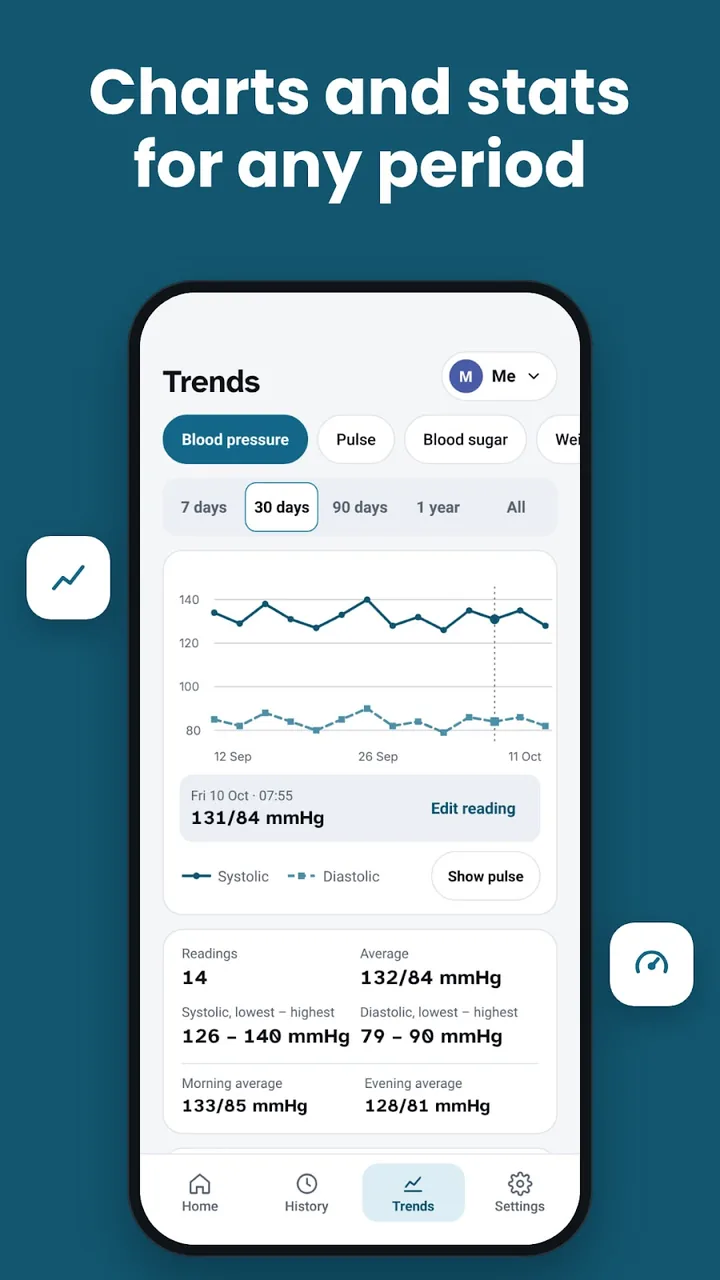 Charts and stats
for any period
Trends
M Me
Blood pressure Pulse Blood sugar Wei
7 days 30 days 90 days 1 year All
140
120
100
80
12 Sep 26 Sep 11 Oct
Fri 10 Oct · 07:55
131/84 mmHg
Edit reading
Systolic Diastolic Show pulse
Readings Average
14 132/84 mmHg
Systolic, lowest – highest Diastolic, lowest – highest
126 – 140 mmHg 79 – 90 mmHg
Morning average Evening average
133/85 mmHg 128/81 mmHg
Home History Trends Settings